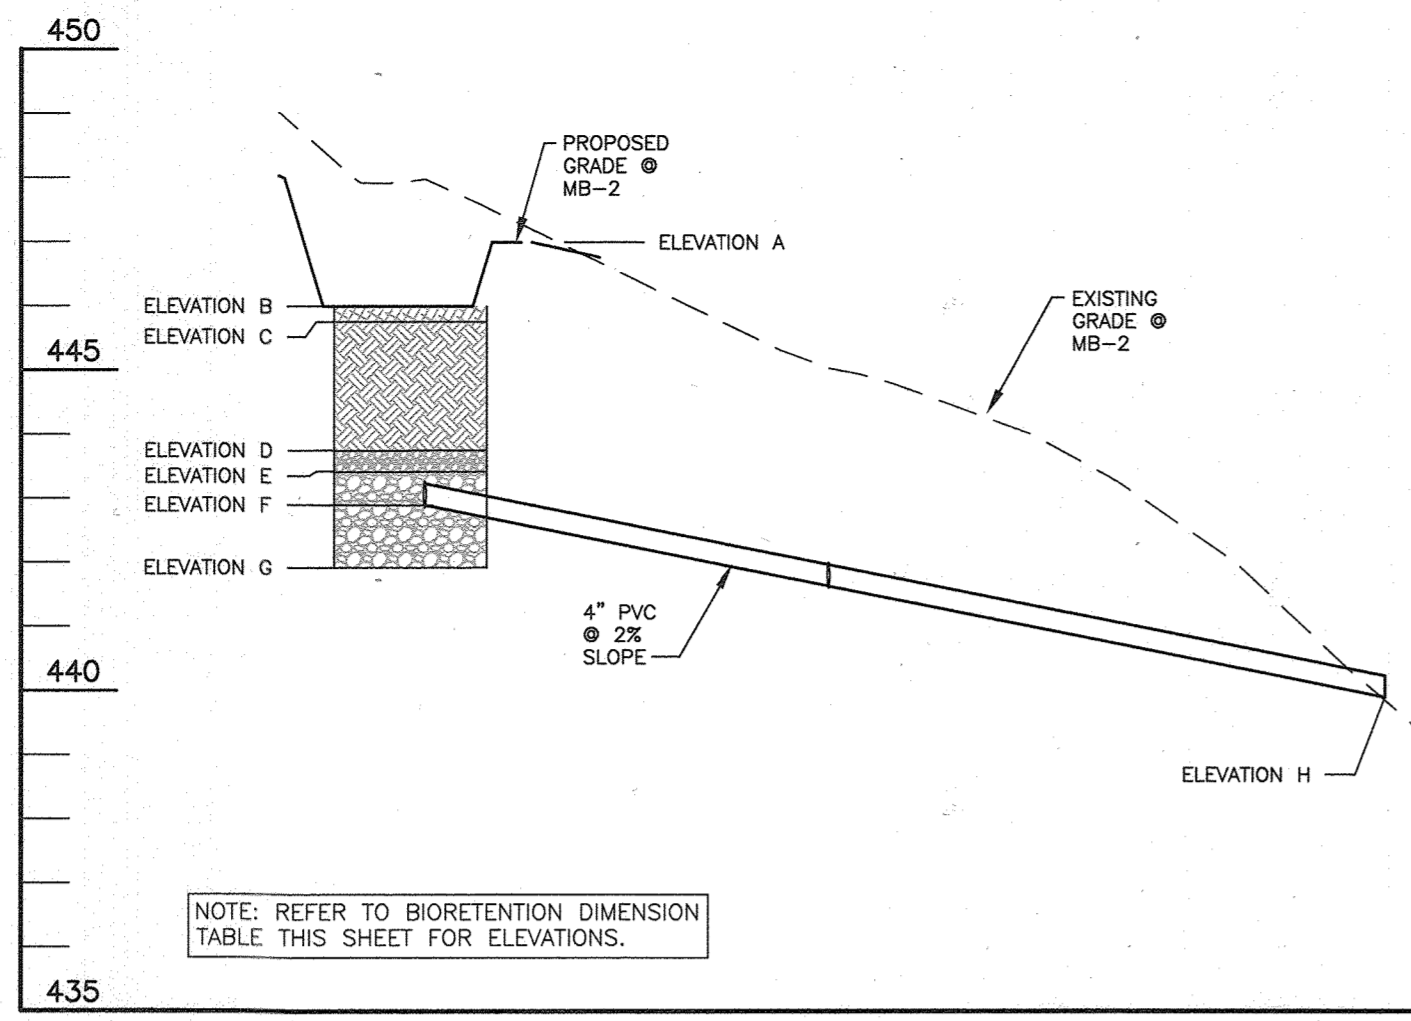 450
PROPOSED
GRADE @
MB-2
ELEVATION A
ELEVATION B
ELEVATION C
EXISTING
GRADE @
MB-2
445
ELEVATION D
ELEVATION E
ELEVATION F
ELEVATION G
4" PVC
@ 2%
SLOPE
440
ELEVATION H
NOTE: REFER TO BIORETENTION DIMENSION
TABLE THIS SHEET FOR ELEVATIONS.
435